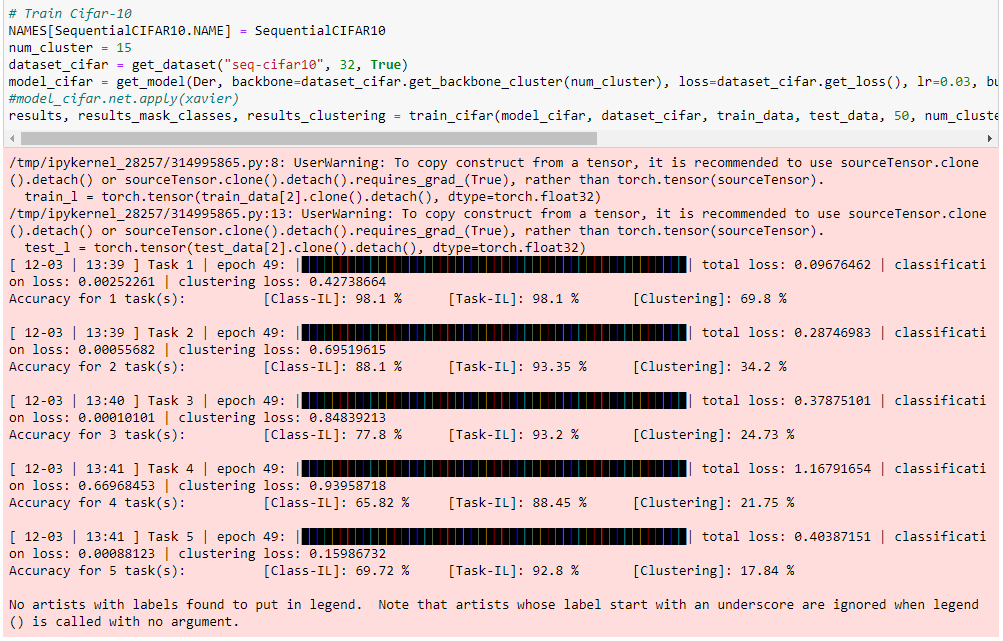 # Train Cifar-10
NAMES[SequentialCIFAR10.NAME] = SequentialCIFAR10
num_cluster = 15
dataset_cifar = get_dataset("seq-cifar10", 32, True)
model_cifar = get_model(Der, backbone=dataset_cifar.get_backbone_cluster(num_cluster), loss=dataset_cifar.get_loss(), lr=0.03, bu
#model_cifar.net.apply(xavier)
results, results_mask_classes, results_clustering = train_cifar(model_cifar, dataset_cifar, train_data, test_data, 50, num_cluste
/tmp/ipykernel_28257/314995865.py:8: UserWarning: To copy construct from a tensor, it is recommended to use sourceTensor.clone
().detach() or sourceTensor.clone().detach().requires_grad_(True), rather than torch.tensor(sourceTensor).
  train_l = torch.tensor(train_data[2].clone().detach(), dtype=torch.float32)
/tmp/ipykernel_28257/314995865.py:13: UserWarning: To copy construct from a tensor, it is recommended to use sourceTensor.clone
().detach() or sourceTensor.clone().detach().requires_grad_(True), rather than torch.tensor(sourceTensor).
  test_l = torch.tensor(test_data[2].clone().detach(), dtype=torch.float32)
[ 12-03 | 13:39 ] Task 1 | epoch 49: | | total loss: 0.09676462 | classificati
on loss: 0.00252261 | clustering loss: 0.42738664
Accuracy for 1 task(s): [Class-IL]: 98.1 % [Task-IL]: 98.1 % [Clustering]: 69.8 %
[ 12-03 | 13:39 ] Task 2 | epoch 49: | | total loss: 0.28746983 | classificati
on loss: 0.00055682 | clustering loss: 0.69519615
Accuracy for 2 task(s): [Class-IL]: 88.1 % [Task-IL]: 93.35 % [Clustering]: 34.2 %
[ 12-03 | 13:40 ] Task 3 | epoch 49: | | total loss: 0.37875101 | classificati
on loss: 0.00010101 | clustering loss: 0.84839213
Accuracy for 3 task(s): [Class-IL]: 77.8 % [Task-IL]: 93.2 % [Clustering]: 24.73 %
[ 12-03 | 13:41 ] Task 4 | epoch 49: | | total loss: 1.16791654 | classificati
on loss: 0.66968453 | clustering loss: 0.93958718
Accuracy for 4 task(s): [Class-IL]: 65.82 % [Task-IL]: 88.45 % [Clustering]: 21.75 %
[ 12-03 | 13:41 ] Task 5 | epoch 49: | | total loss: 0.40387151 | classificati
on loss: 0.00088123 | clustering loss: 0.15986732
Accuracy for 5 task(s): [Class-IL]: 69.72 % [Task-IL]: 92.8 % [Clustering]: 17.84 %
No artists with labels found to put in legend.  Note that artists whose label start with an underscore are ignored when legend
() is called with no argument.